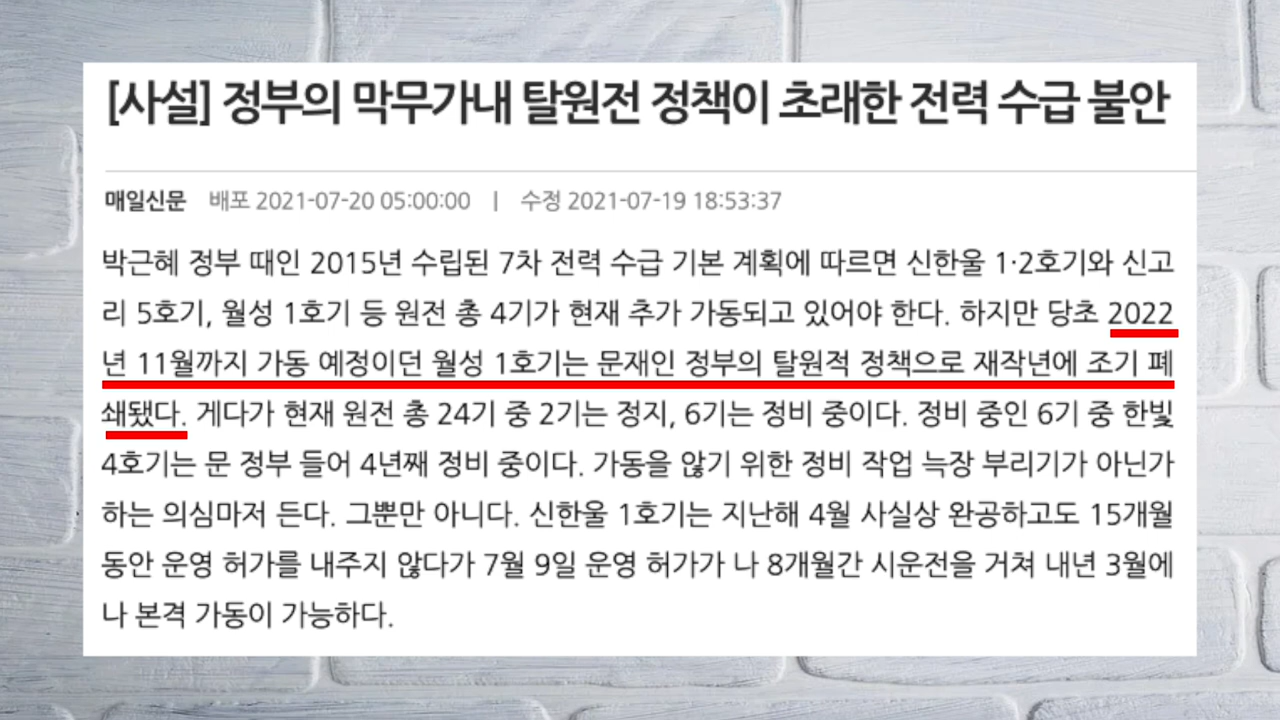 [사설] 정부의 막무가내 탈원전 정책이 초래한 전력 수급 불안
매일신문 배포 2021-07-20 05:00:00 | 수정 2021-07-19 18:53:37
박근혜 정부 때인 2015년 수립된 7차 전력 수급 기본 계획에 따르면 신한울 1·2호기와 신고
리 5호기, 월성 1호기 등 원전 총 4기가 현재 추가 가동되고 있어야 한다. 하지만 당초 2022
년 11월까지 가동 예정이던 월성 1호기는 문재인 정부의 탈원적 정책으로 재작년에 조기 폐
쇄됐다. 게다가 현재 원전 총 24기 중 2기는 정지, 6기는 정비 중이다. 정비 중인 6기 중 한빛
4호기는 문 정부 들어 4년째 정비 중이다. 가동을 않기 위한 정비 작업 늑장 부리기가 아닌가
하는 의심마저 든다. 그뿐만 아니다. 신한울 1호기는 지난해 4월 사실상 완공하고도 15개월
동안 운영 허가를 내주지 않다가 7월 9일 운영 허가가 나 8개월간 시운전을 거쳐 내년 3월에
나 본격 가동이 가능하다.